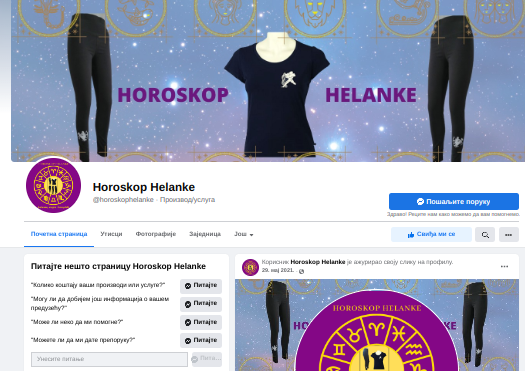 HOROSKOP HELANKE
Horoskop Helanke
@horoskophelanke · Производ/услуга
Пошаљите поруку
Здраво! Реците нам како можемо да вам помогнемо.
Почетна страница Утисци Фотографије Заједница Још
Свиђа ми се
Питајте нешто страницу Horoskop Helanke
"Колико коштају ваши производи или услуге?" Питајте
"Могу ли да добијем још информација о вашем предузећу?" Питајте
"Може ли неко да ми помогне?" Питајте
"Можете ли да ми дате препоруку?" Питајте
Унесите питање
Пита...
Корисник Horoskop Helanke је ажурирао своју слику на профилу.
29. мај 2021.
HOROSKOP HELANKE